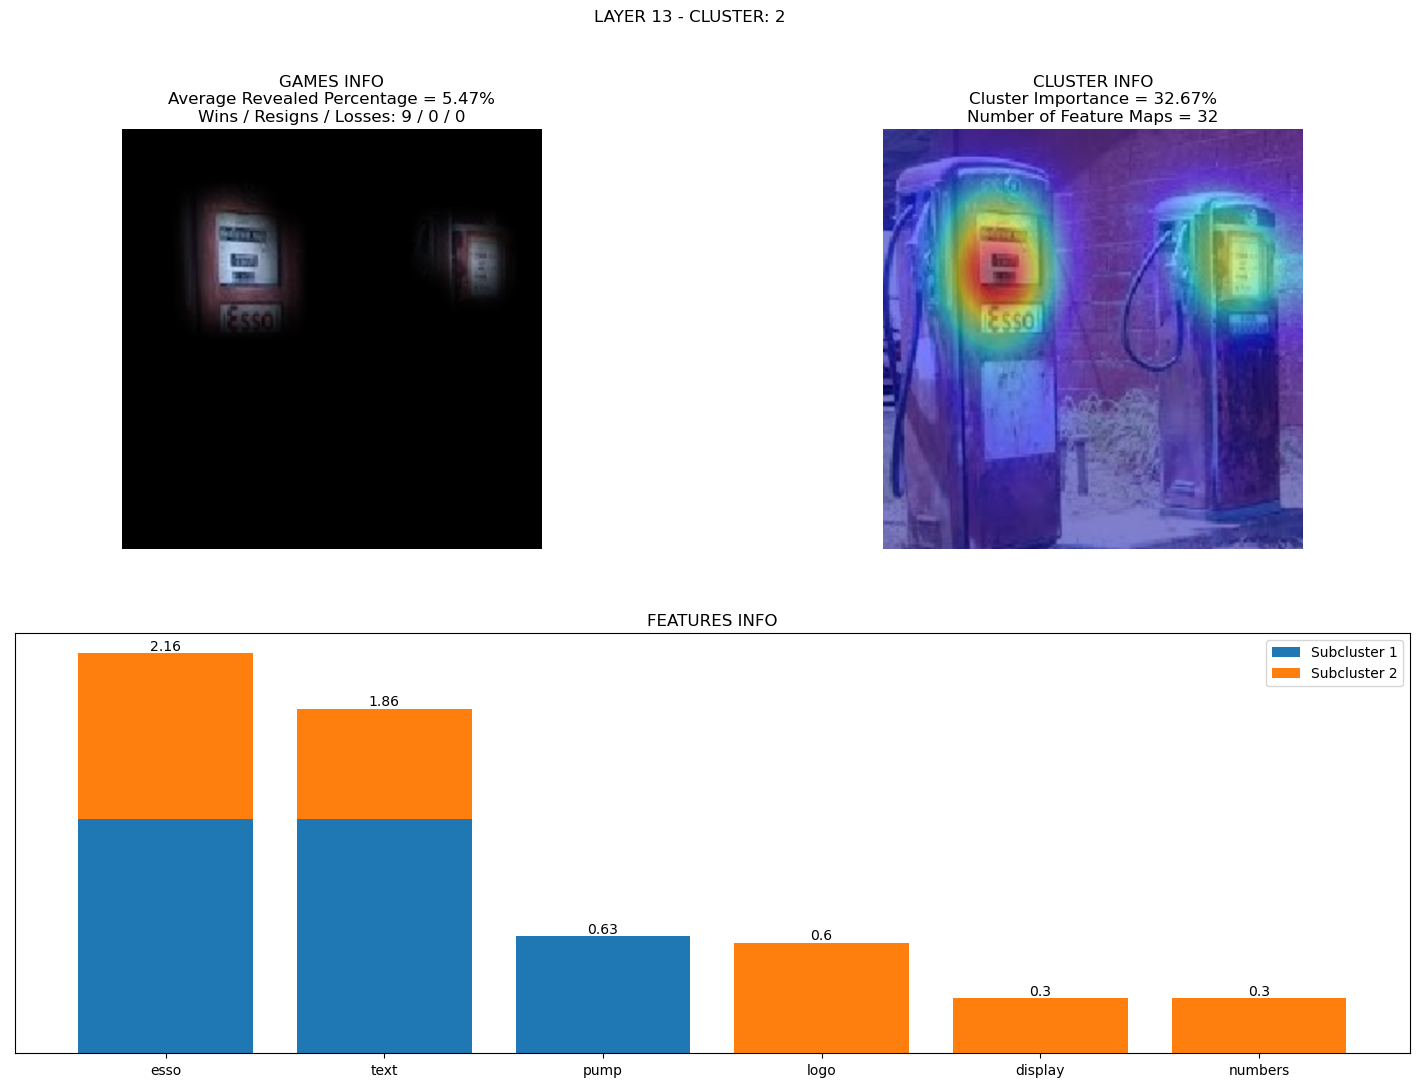 LAYER 13 - CLUSTER: 2
GAMES INFO
Average Revealed Percentage = 5.47%
Wins / Resigns / Losses: 9 / 0 / 0
CLUSTER INFO
Cluster Importance = 32.67%
Number of Feature Maps = 32
Esso
Esso
FEATURES INFO
Subcluster 1
Subcluster 2
2.16
1.86
0.63
0.6
0.3
0.3
esso
text
pump
logo
display
numbers